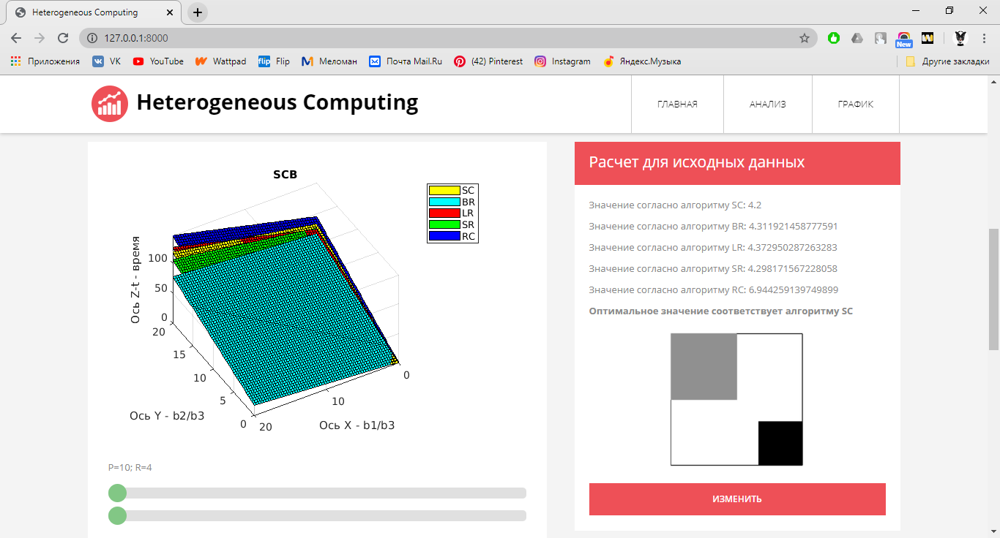 Heterogeneous Computing
127.0.0.1:8000
New
Приложения VK YouTube Wattpad flip Flip Меломан Почта Mail.Ru (42) Pinterest Instagram Яндекс.Музыка Другие закладки
Heterogeneous Computing
ГЛАВНАЯ АНАЛИЗ ГРАФИК
SCB
SC
BR
LR
SR
RC
Ось Z-t - время
100
50
0
20
15
10
5
0
Ось Y - b2/b3
20
10
0
Ось X - b1/b3
P=10; R=4
Расчет для исходных данных
Значение согласно алгоритму SC: 4.2
Значение согласно алгоритму BR: 4.311921458777591
Значение согласно алгоритму LR: 4.372950287263283
Значение согласно алгоритму SR: 4.298171567228058
Значение согласно алгоритму RC: 6.944259139749899
Оптимальное значение соответствует алгоритму SC
ИЗМЕНИТЬ